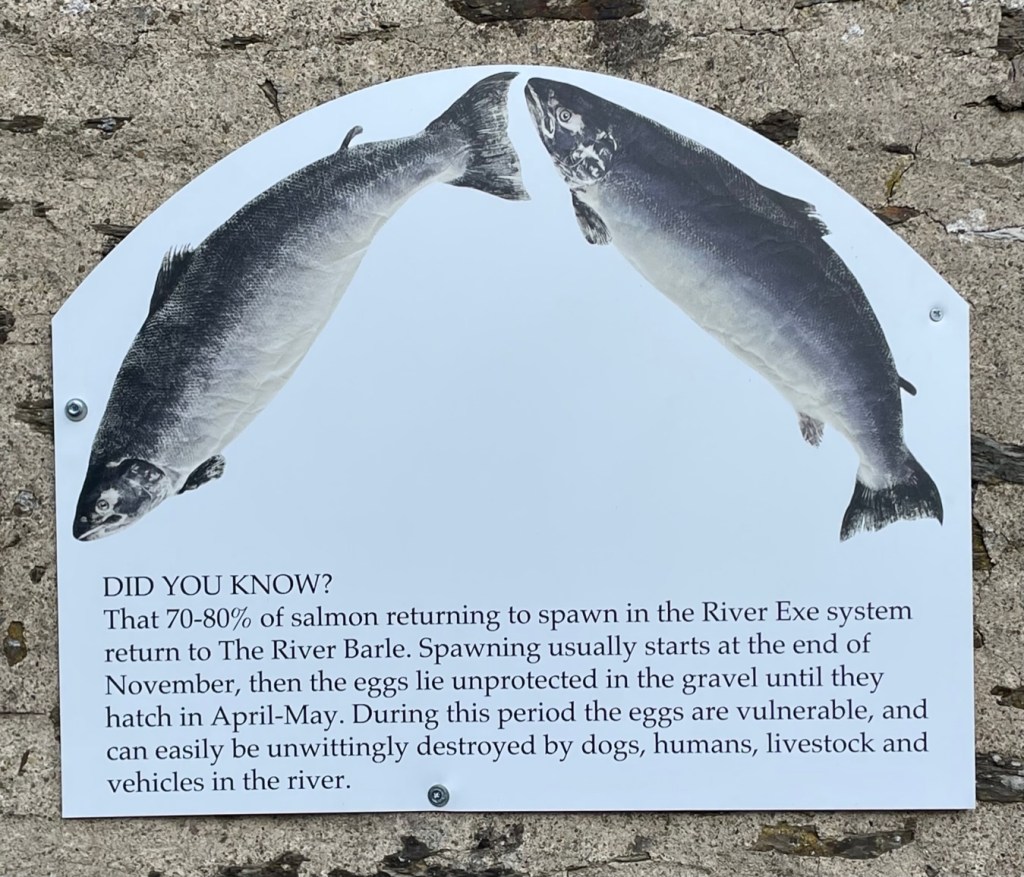 DID YOU KNOW?
That 70-80% of salmon returning to spawn in the River Exe system
return to The River Barle. Spawning usually starts at the end of
November, then the eggs lie unprotected in the gravel until they
hatch in April-May. During this period the eggs are vulnerable, and
can easily be unwittingly destroyed by dogs, humans, livestock and
vehicles in the river.